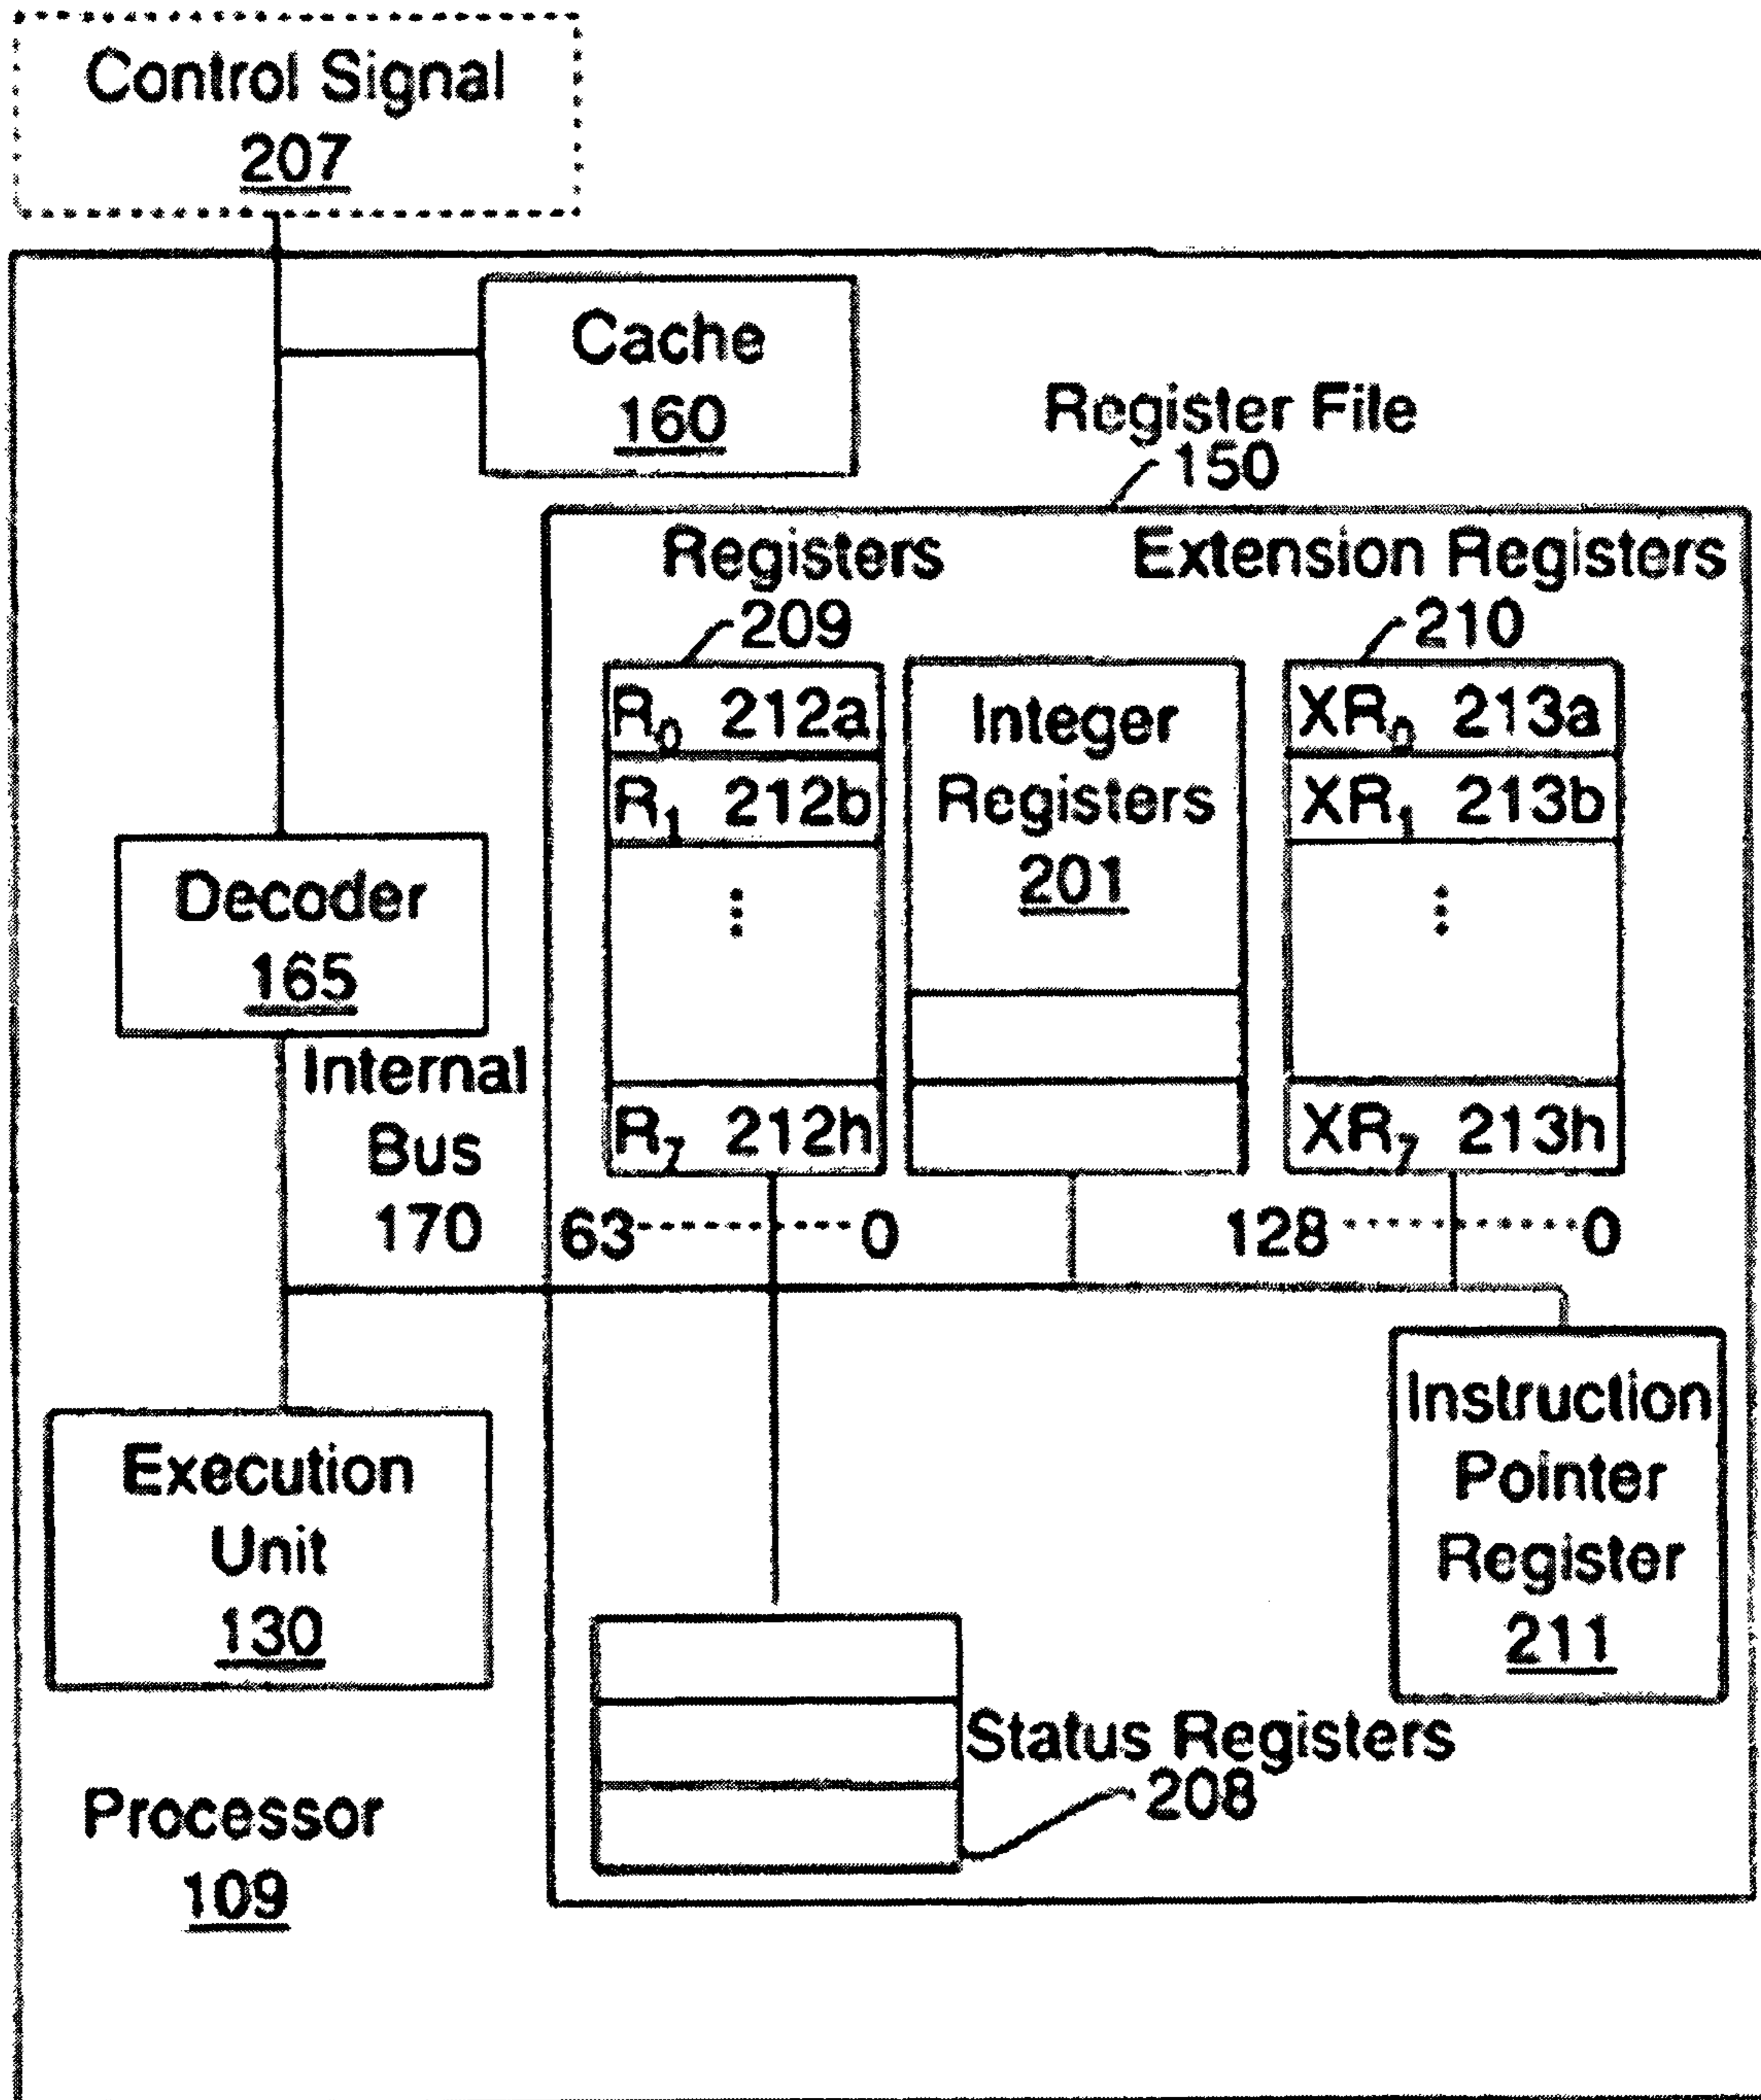 Control Signal
207
Cache
160
Register File
150
Registers
209
Extension Registers
210
R0 212a
R1 212b
⋮
R7 212h
Integer
Registers
201
XR0 213a
XR1 213b
⋮
XR7 213h
63 0
128 0
Decoder
165
Internal
Bus
170
Execution
Unit
130
Instruction
Pointer
Register
211
Status Registers
208
Processor
109